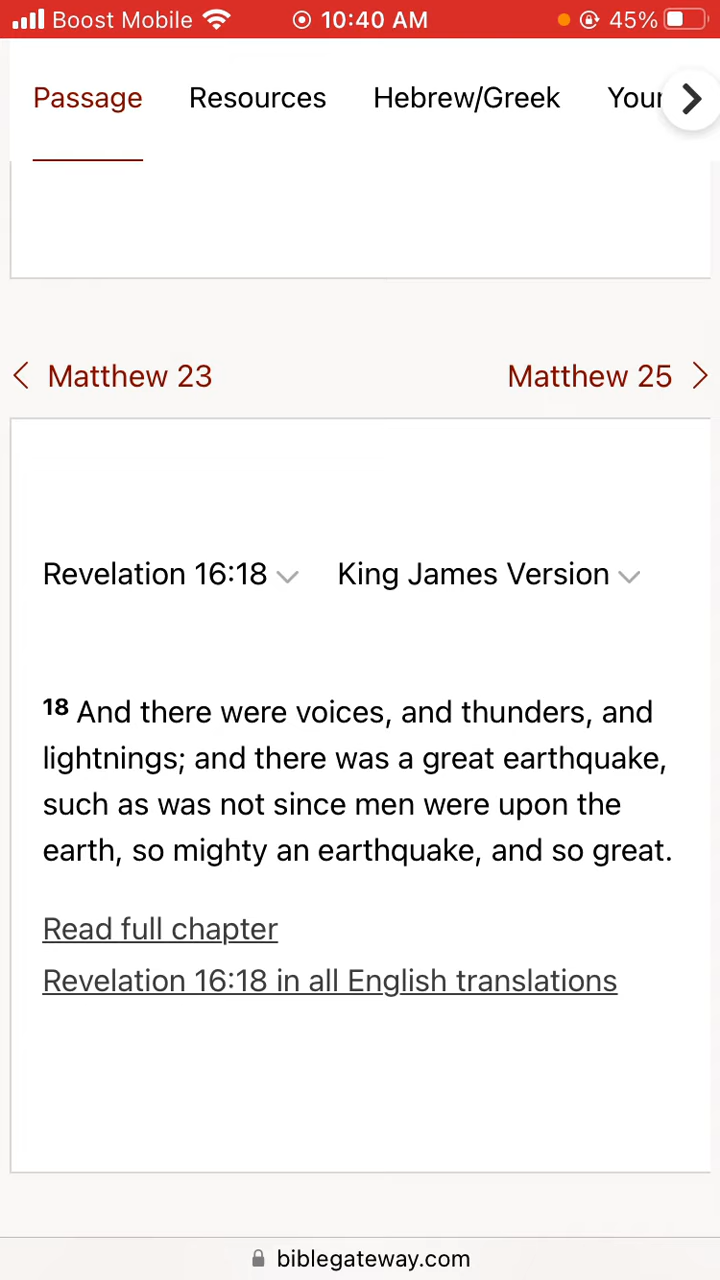 Boost Mobile 10:40 AM 45%
Passage Resources Hebrew/Greek Your
Matthew 23 Matthew 25
Revelation 16:18 King James Version
18 And there were voices, and thunders, and
lightnings; and there was a great earthquake,
such as was not since men were upon the
earth, so mighty an earthquake, and so great.
Read full chapter
Revelation 16:18 in all English translations
biblegateway.com